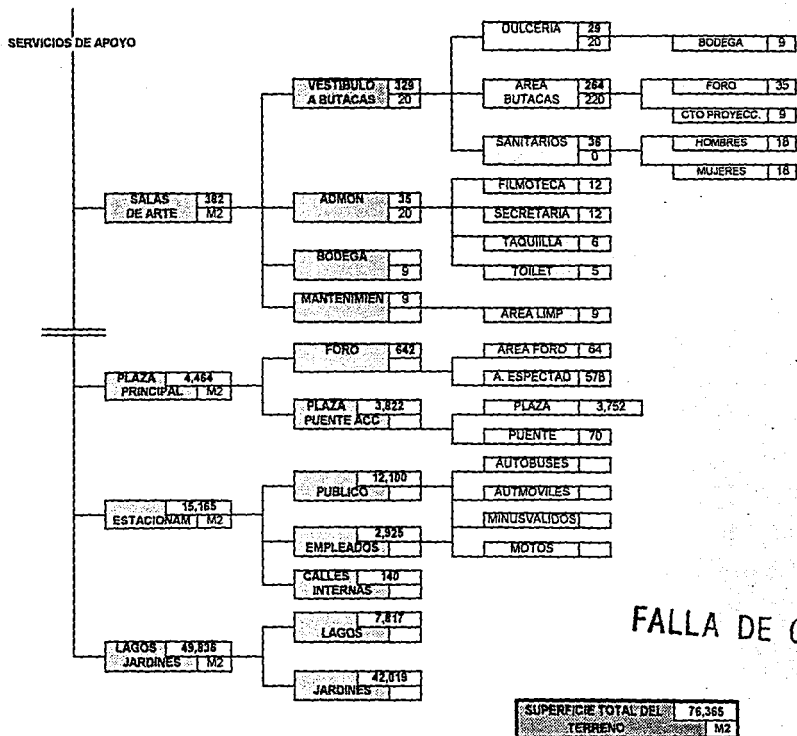 SERVICIOS DE APOYO
DULCERIA 29
20
BODEGA 9
VESTIBULO 329
A BUTACAS 20
AREA 264
BUTACAS 220
FORO 35
CTO PROYECC. 9
SANITARIOS 36
0
HOMBRES 18
MUJERES 18
SALAS 382
DE ARTE M2
ADMON 35
20
FILMOTECA 12
SECRETARIA 12
TAQUILLA 6
TOILET 5
BODEGA
9
MANTENIMIEN 9
AREA LIMP 9
PLAZA 4,464
PRINCIPAL M2
FORO 642
AREA FORO 64
A. ESPECTAD 578
PLAZA 3,822
PUENTE ACC
PLAZA 3,752
PUENTE 70
15,165
ESTACIONAM M2
12,100
PUBLICO
AUTOBUSES
AUTMOVILES
MINUSVALIDOS
MOTOS
2,925
EMPLEADOS
CALLES 140
INTERNAS
LAGOS 49,836
JARDINES M2
7,817
LAGOS
42,019
JARDINES
FALLA DE
SUPERFICIE TOTAL DEL 76,365
TERRENO M2